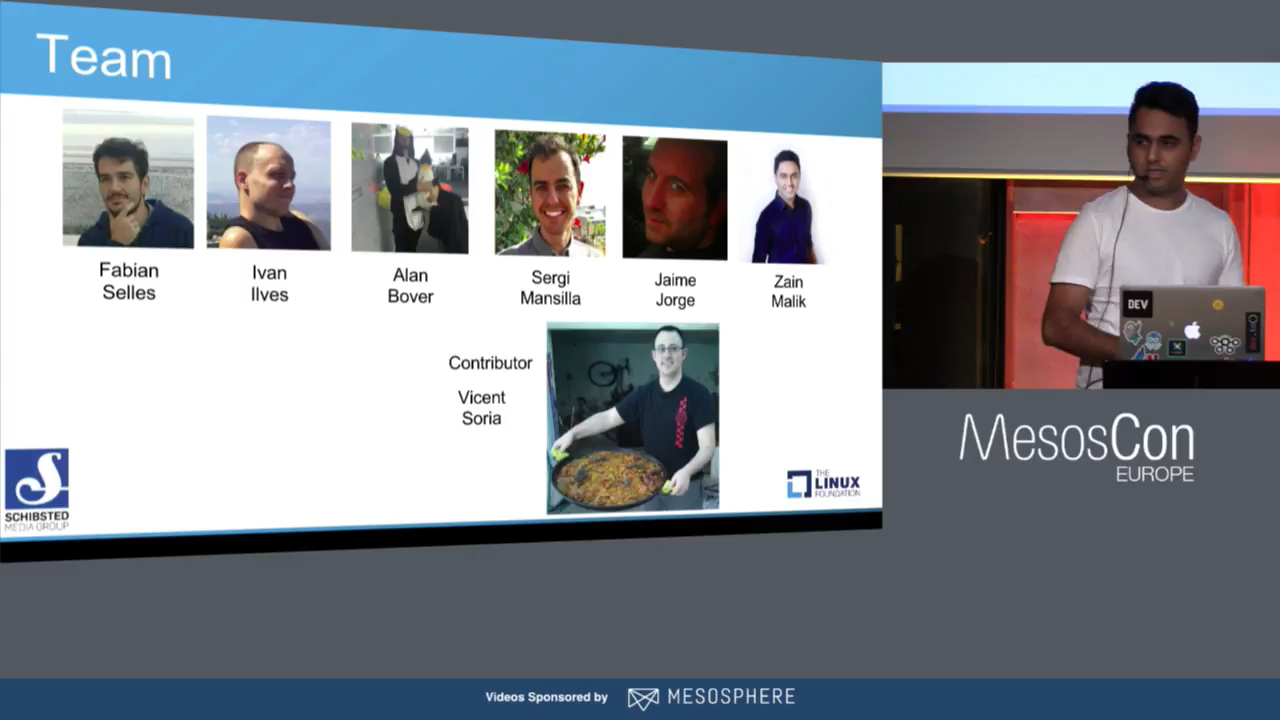 Team
Fabian
Selles
Ivan
Ilves
Alan
Bover
Sergi
Mansilla
Jaime
Jorge
Zain
Malik
Contributor
Vicent
Soria
SCHIBSTED
MEDIA GROUP
THE
LINUX
FOUNDATION
DEV
MesosCon
EUROPE
Videos Sponsored by
MESOSPHERE